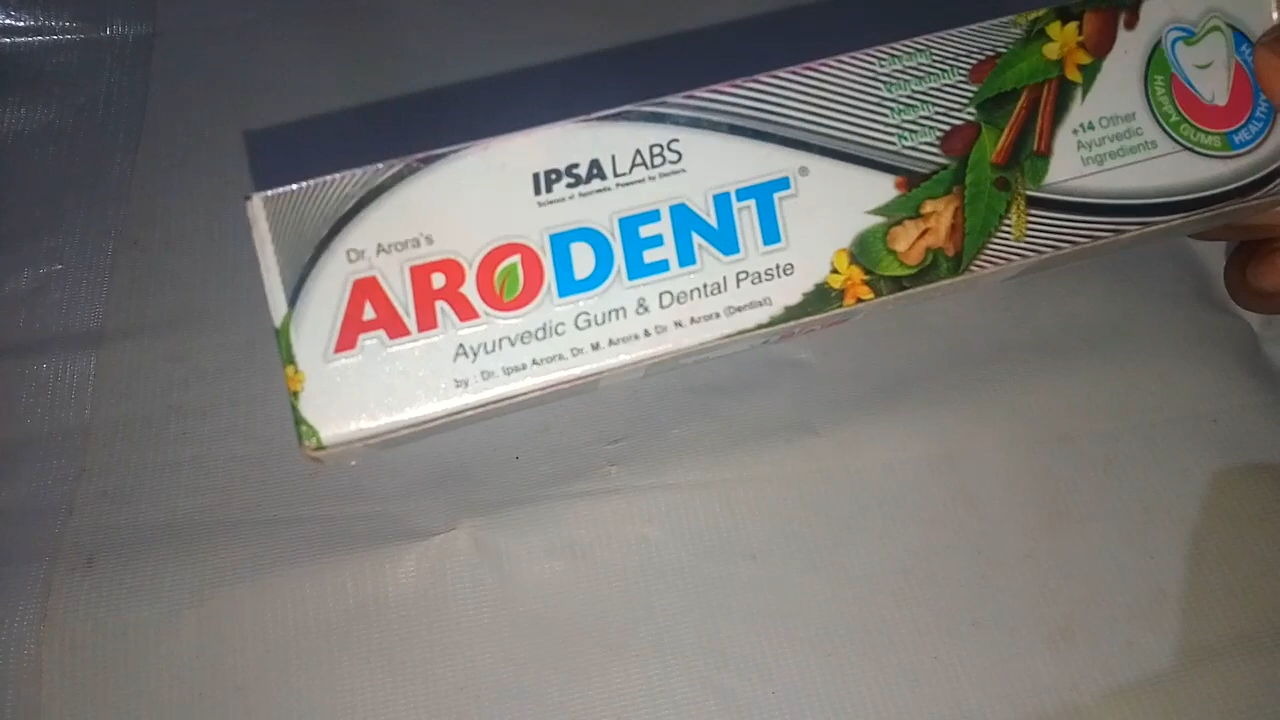 IPSA LABS
Science of Ayurveda. Powered by Doctors.
Dr. Arora's
ARODENT®
Ayurvedic Gum & Dental Paste
by : Dr. Ipsa Arora, Dr. M. Arora & Dr. N. Arora (Dentist)
Neem
+14 Other
Ayurvedic
Ingredients
HAPPY GUMS